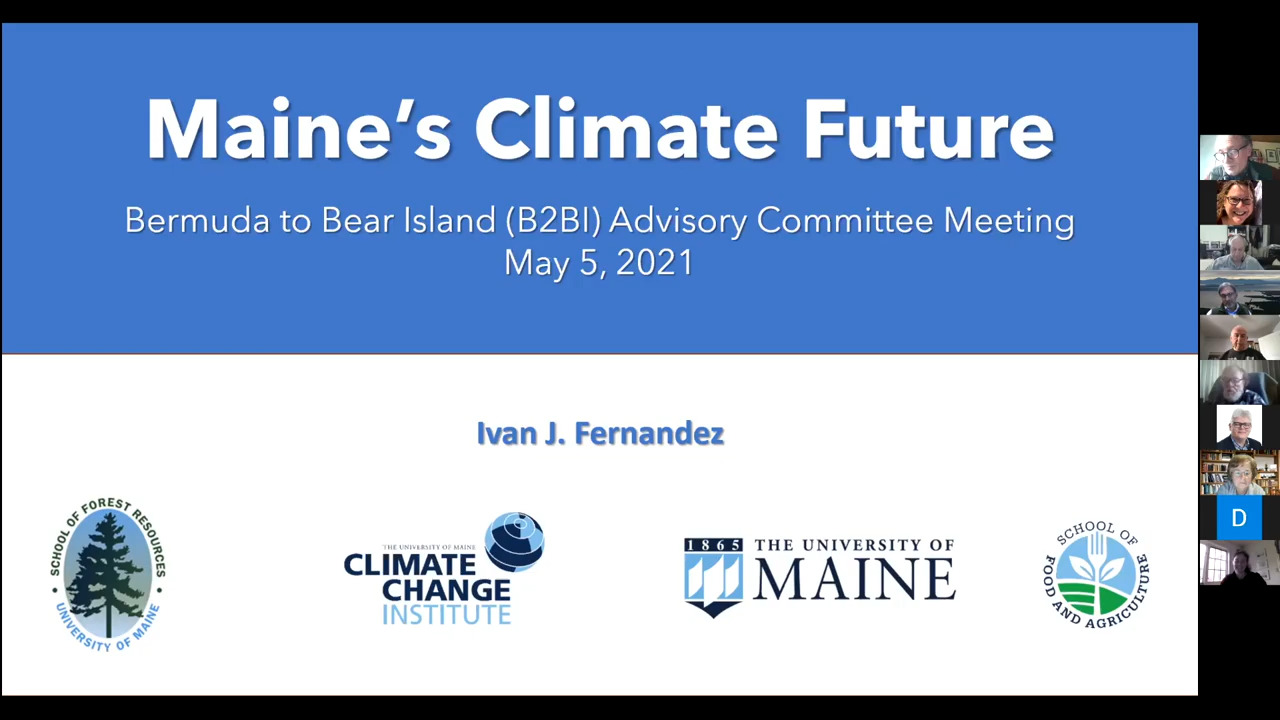 Maine's Climate Future
Bermuda to Bear Island (B2BI) Advisory Committee Meeting
May 5, 2021
Ivan J. Fernandez
SCHOOL OF FOREST RESOURCES
• UNIVERSITY OF MAINE •
THE UNIVERSITY OF MAINE
CLIMATE
CHANGE
INSTITUTE
1865
THE UNIVERSITY OF
MAINE
SCHOOL OF
FOOD AND AGRICULTURE
D